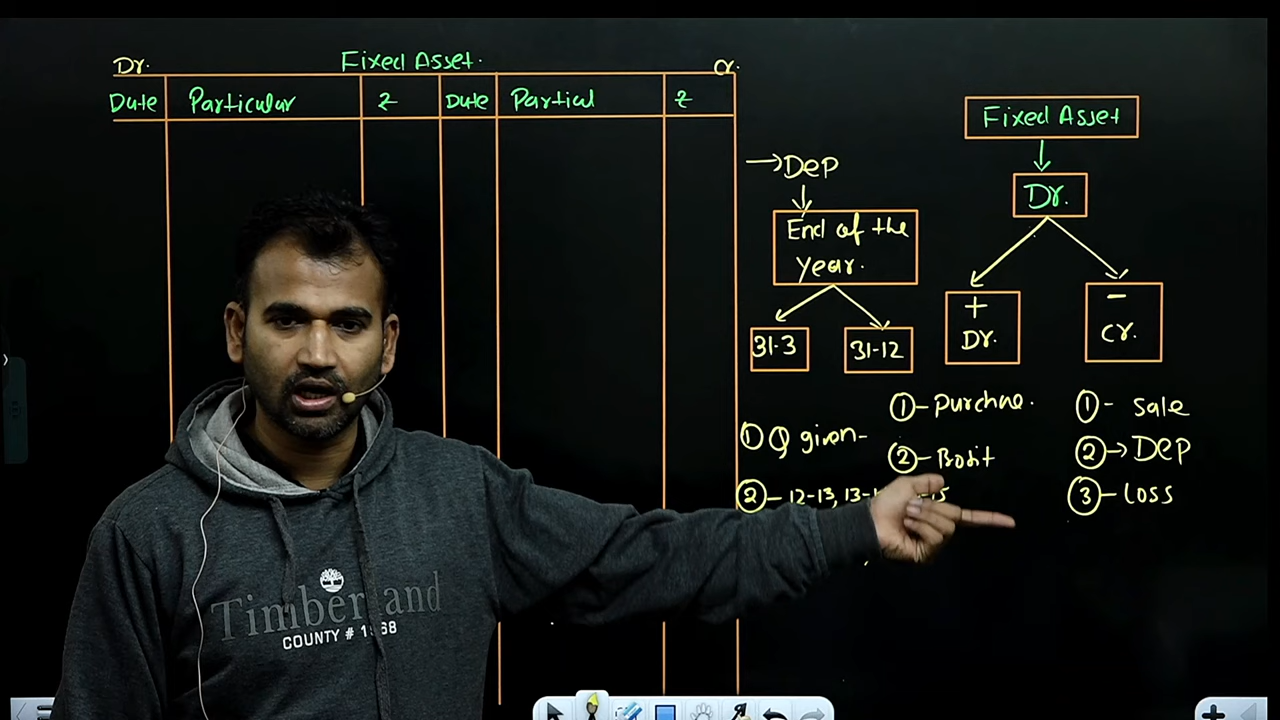 Dr. Fixed Asset. Cr.
Date Particular ₹ Date Partial ₹
→ Dep
End of the
year.
31-3 31-12
① Q given-
②- 12-13, 13-1
Fixed Asset
Dr.
+
Dr.
-
Cr.
①- Purchase.
②- Profit
①- Sale
②→ Dep
③- Loss
Timberland
COUNTY # 1968